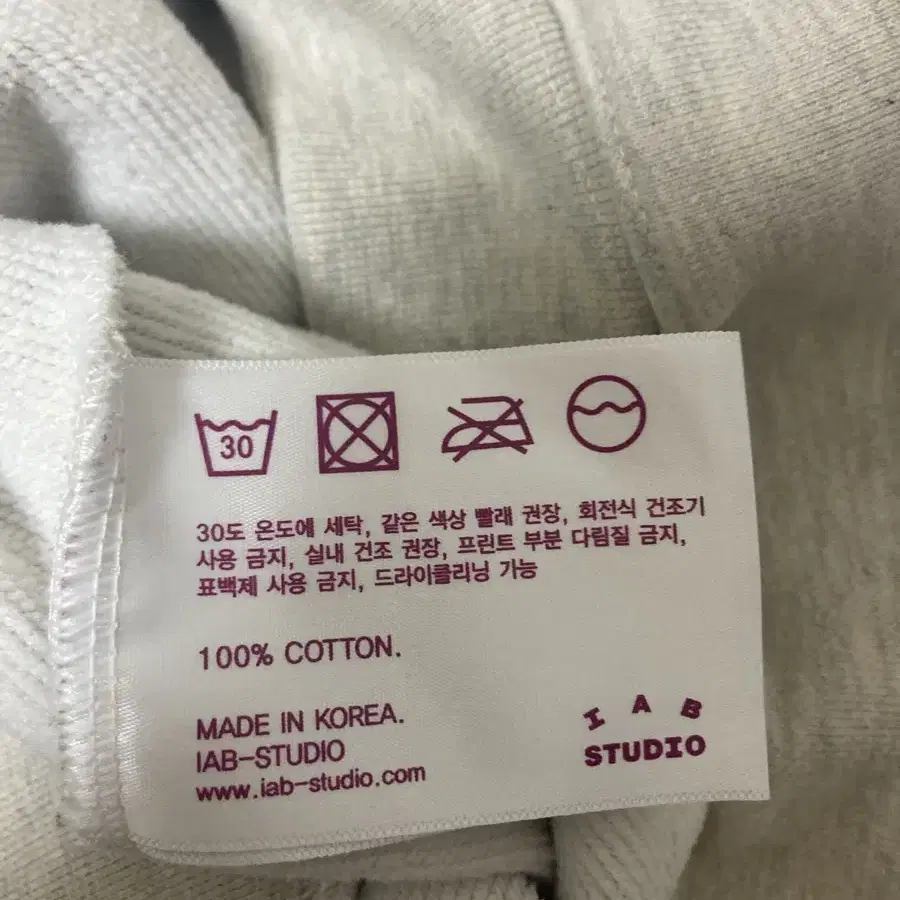 30
30도 온도에 세탁, 같은 색상 빨래 권장, 회전식 건조기
사용 금지, 실내 건조 권장, 프린트 부분 다림질 금지,
표백제 사용 금지, 드라이클리닝 가능
100% COTTON.
MADE IN KOREA.
IAB-STUDIO
www.iab-studio.com
IAB
STUDIO